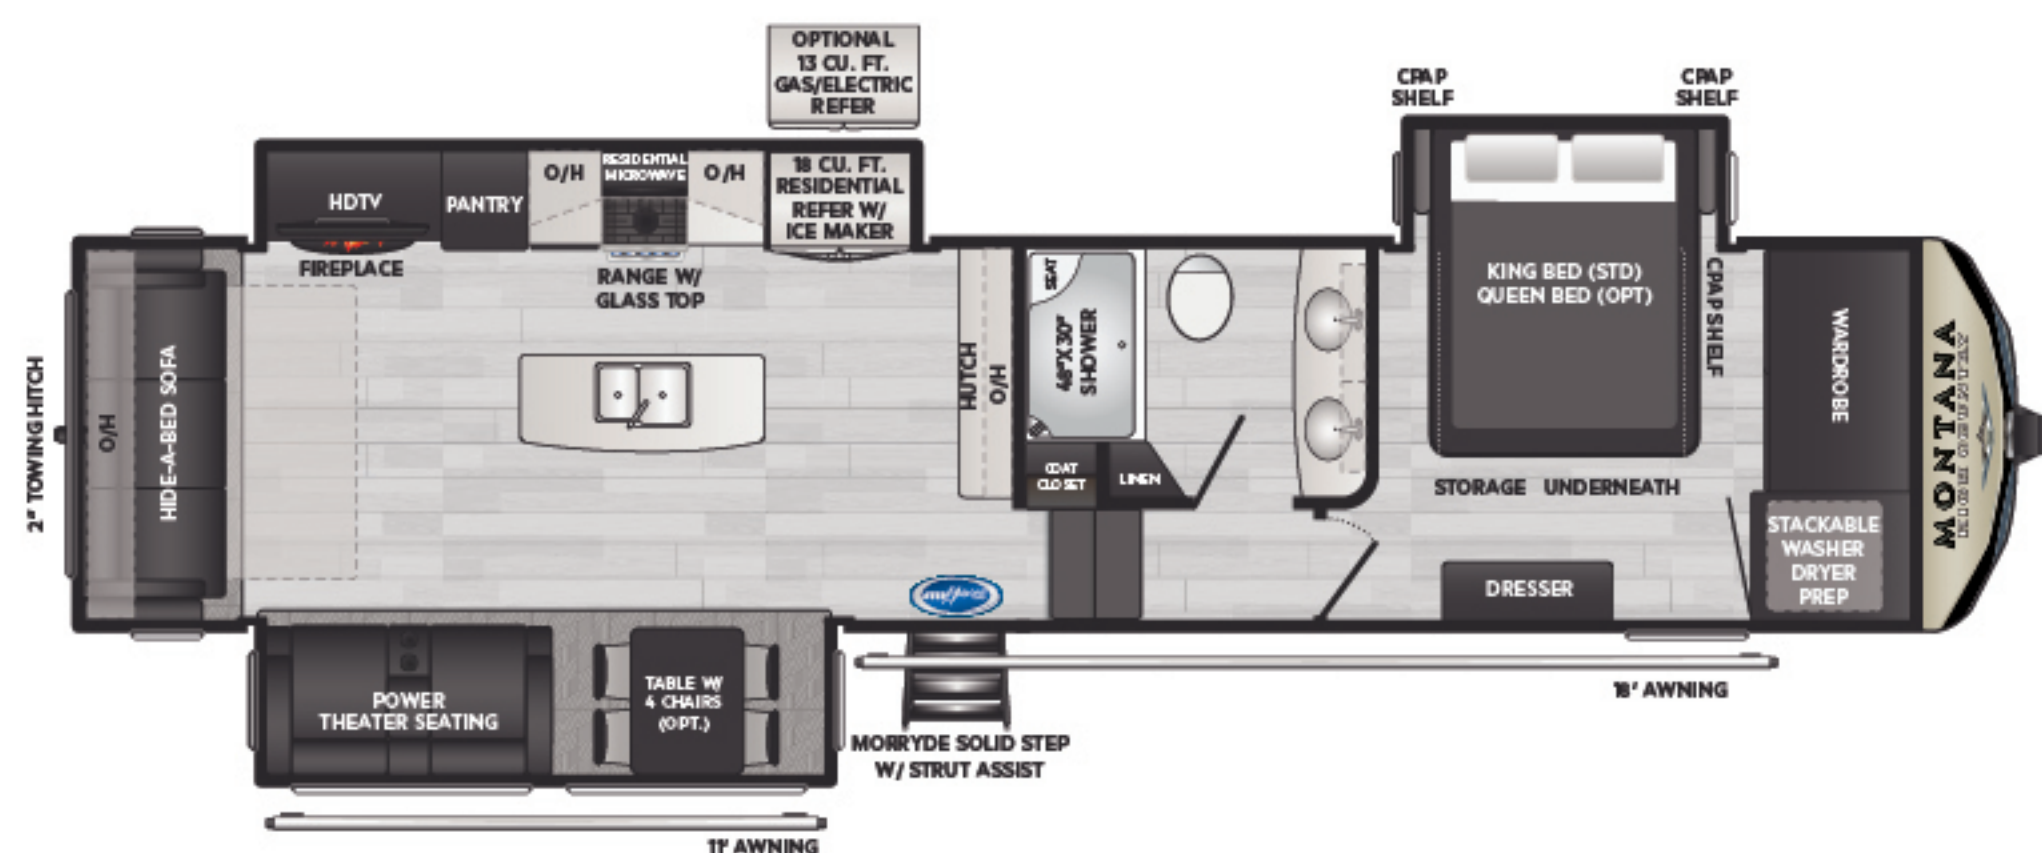 OPTIONAL
13 CU. FT.
GAS/ELECTRIC
REFER
CPAP
SHELF
CPAP
SHELF
HDTV
FIREPLACE
PANTRY
O/H
RESIDENTIAL
MICROWAVE
O/H
18 CU. FT.
RESIDENTIAL
REFER W/
ICE MAKER
RANGE W/
GLASS TOP
2" TOWING HITCH
O/H
HIDE-A-BED SOFA
HUTCH
O/H
SEAT
48"X30"
SHOWER
COAT
CLOSET
LINEN
KING BED (STD)
QUEEN BED (OPT)
CPAP SHELF
STORAGE UNDERNEATH
WARDROBE
STACKABLE
WASHER
DRYER
PREP
DRESSER
MONTANA
HIGH COUNTRY
POWER
THEATER SEATING
TABLE W/
4 CHAIRS
(OPT.)
MORRYDE SOLID STEP
W/ STRUT ASSIST
18' AWNING
11' AWNING